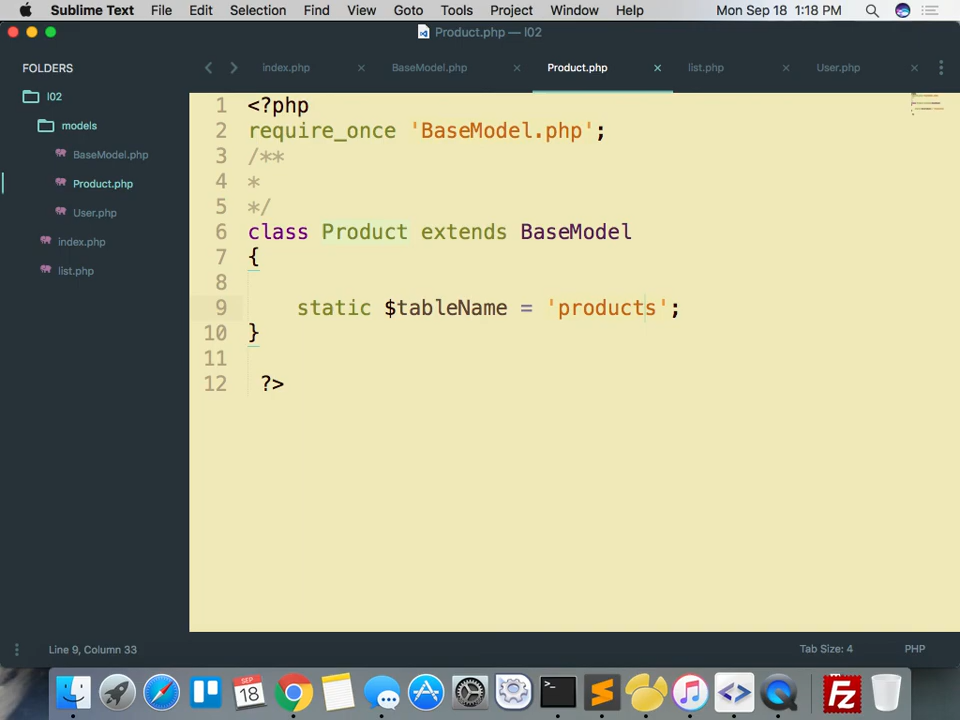 Sublime Text File Edit Selection Find View Goto Tools Project Window Help Mon Sep 18 1:18 PM
Product.php — l02
FOLDERS
l02
models
BaseModel.php
Product.php
User.php
index.php
list.php
index.php × BaseModel.php × Product.php × list.php × User.php ×
1 <?php
2 require_once 'BaseModel.php';
3 /**
4 *
5 */
6 class Product extends BaseModel
7 {
8
9 static $tableName = 'products';
10 }
11
12 ?>
Line 9, Column 33 Tab Size: 4 PHP
SEP
18
>_
Fz